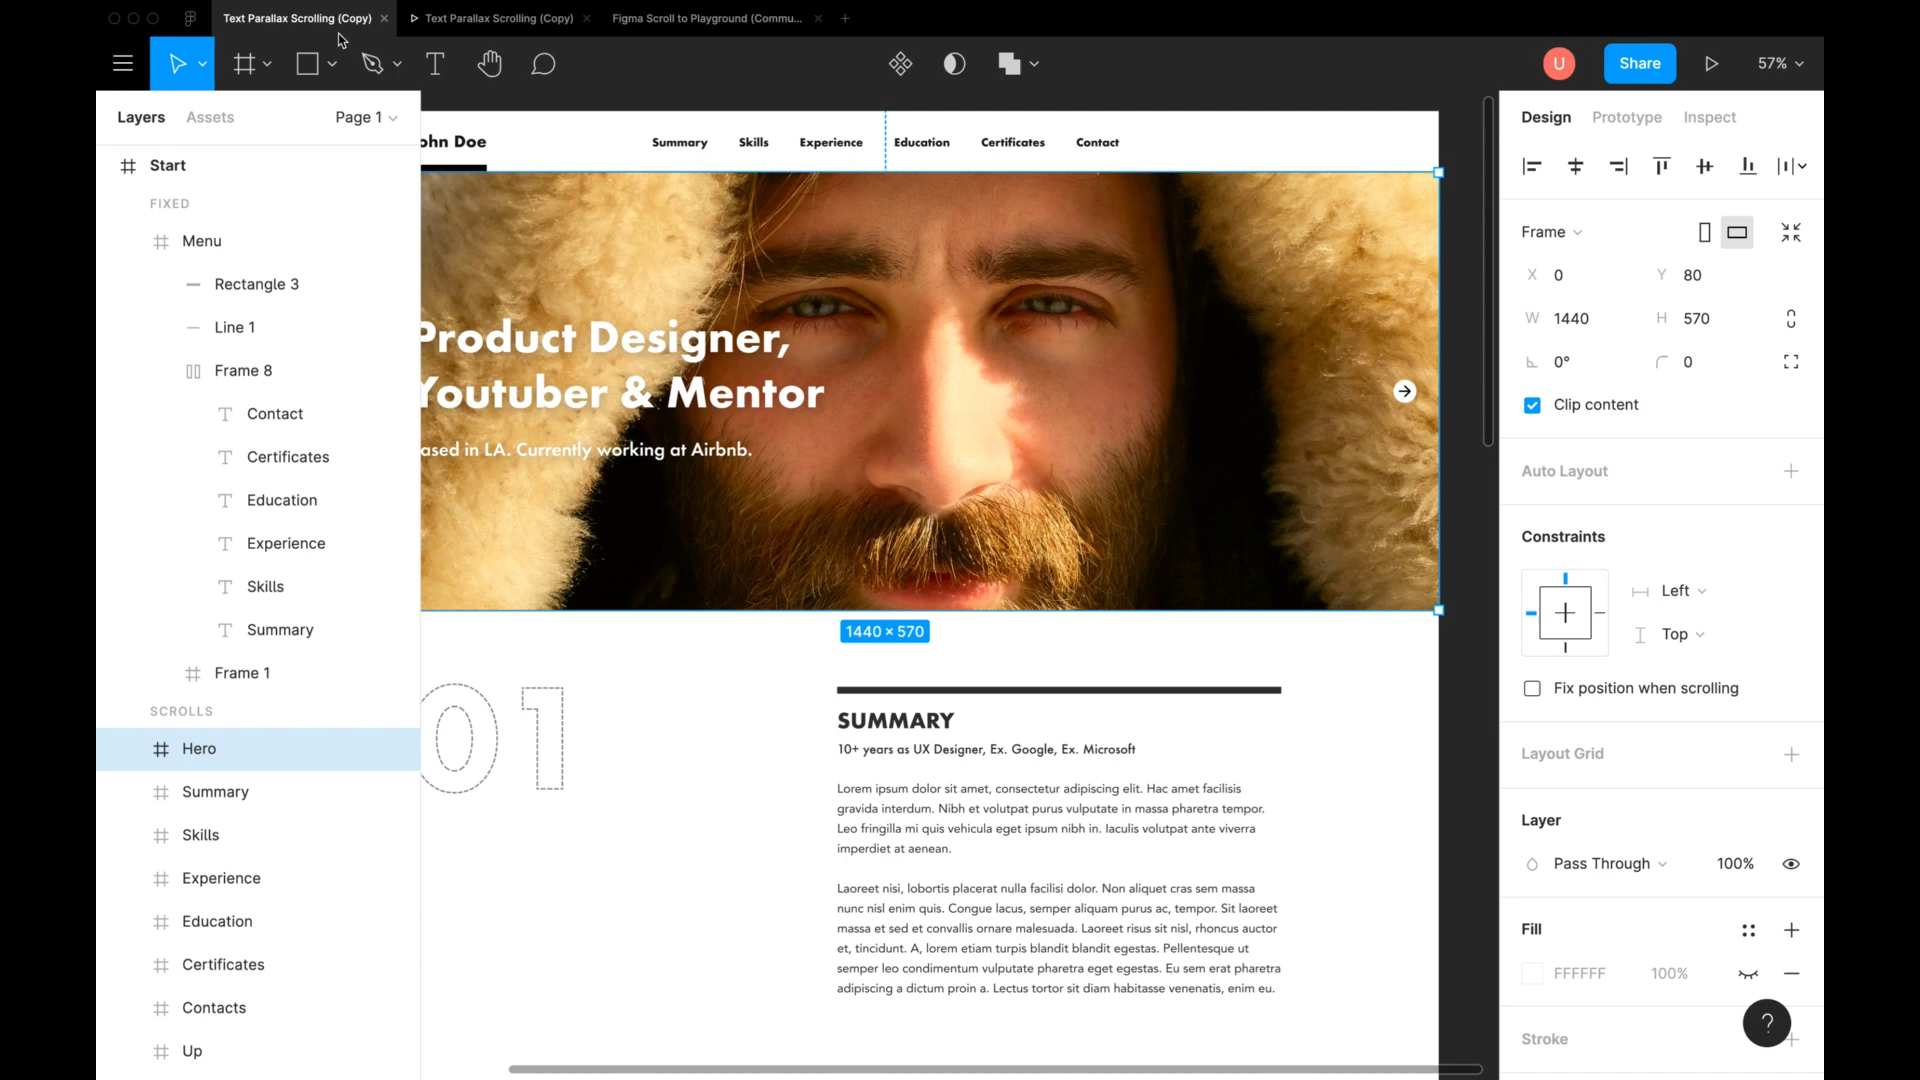 Text Parallax Scrolling (Copy)
Text Parallax Scrolling (Copy)
Figma Scroll to Playground (Commu...
U
Share
57%
Layers
Assets
Page 1
Start
FIXED
Menu
Rectangle 3
Line 1
Frame 8
Contact
Certificates
Education
Experience
Skills
Summary
Frame 1
SCROLLS
Hero
Summary
Skills
Experience
Education
Certificates
Contacts
Up
ohn Doe
Summary
Skills
Experience
Education
Certificates
Contact
Product Designer,
Youtuber & Mentor
ased in LA. Currently working at Airbnb.
1440 × 570
01
SUMMARY
10+ years as UX Designer, Ex. Google, Ex. Microsoft
Lorem ipsum dolor sit amet, consectetur adipiscing elit. Hac amet facilisis
gravida interdum. Nibh et volutpat purus vulputate in massa pharetra tempor.
Leo fringilla mi quis vehicula eget ipsum nibh in. Iaculis volutpat ante viverra
imperdiet at aenean.
Laoreet nisi, lobortis placerat nulla facilisi dolor. Non aliquet cras sem massa
nunc nisl enim quis. Congue lacus, semper aliquam purus ac, tempor. Sit laoreet
massa et sed et convallis ornare malesuada. Laoreet risus sit nisl, rhoncus auctor
et, tincidunt. A, lorem etiam turpis blandit blandit egestas. Pellentesque ut
semper leo condimentum vulputate pharetra eget egestas. Eu sem erat pharetra
adipiscing a dictum proin a. Lectus tortor sit diam habitasse venenatis, enim eu.
Design
Prototype
Inspect
Frame
X 0
Y 80
W 1440
H 570
0°
0
Clip content
Auto Layout
Constraints
Left
Top
Fix position when scrolling
Layout Grid
Layer
Pass Through
100%
Fill
FFFFFF
100%
?
Stroke